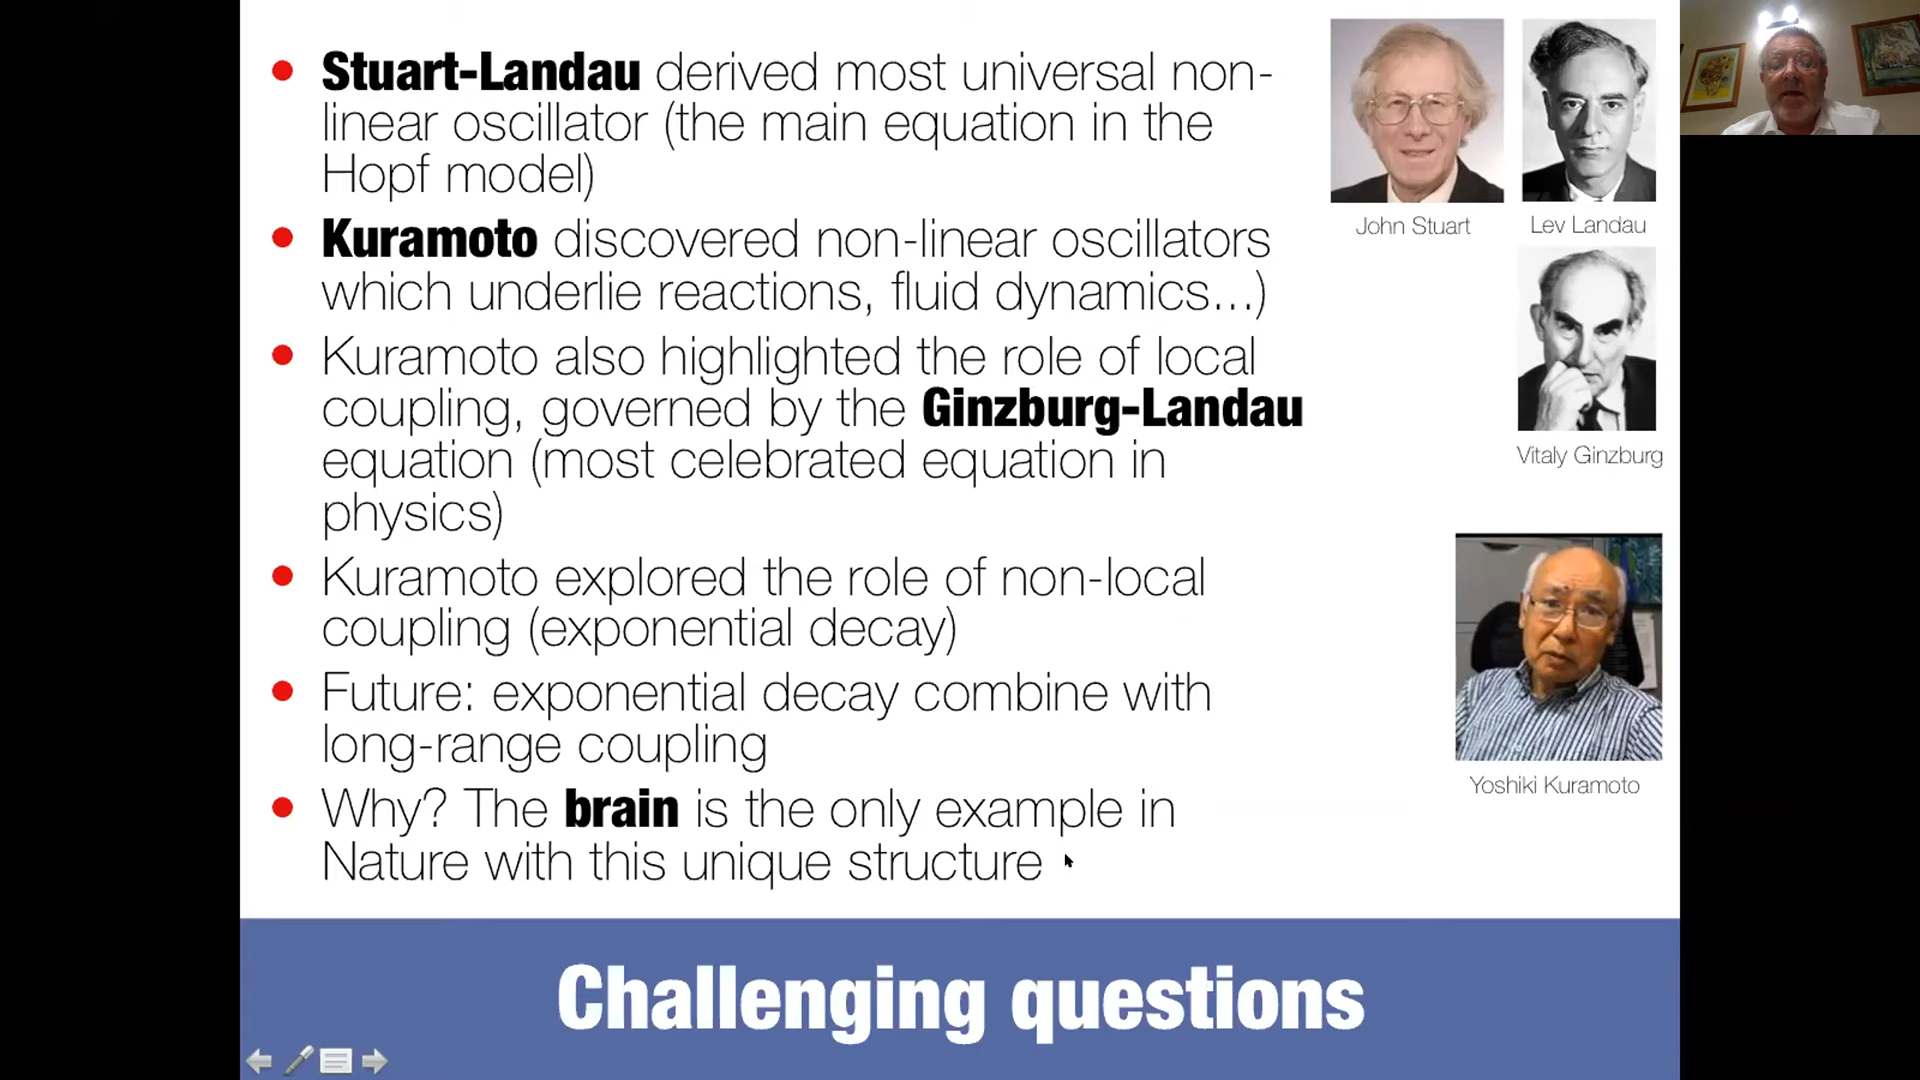 Stuart-Landau derived most universal non-
linear oscillator (the main equation in the
Hopf model)
Kuramoto discovered non-linear oscillators
which underlie reactions, fluid dynamics...)
Kuramoto also highlighted the role of local
coupling, governed by the Ginzburg-Landau
equation (most celebrated equation in
physics)
Kuramoto explored the role of non-local
coupling (exponential decay)
Future: exponential decay combine with
long-range coupling
Why? The brain is the only example in
Nature with this unique structure
John Stuart
Lev Landau
Vitaly Ginzburg
Yoshiki Kuramoto
Challenging questions